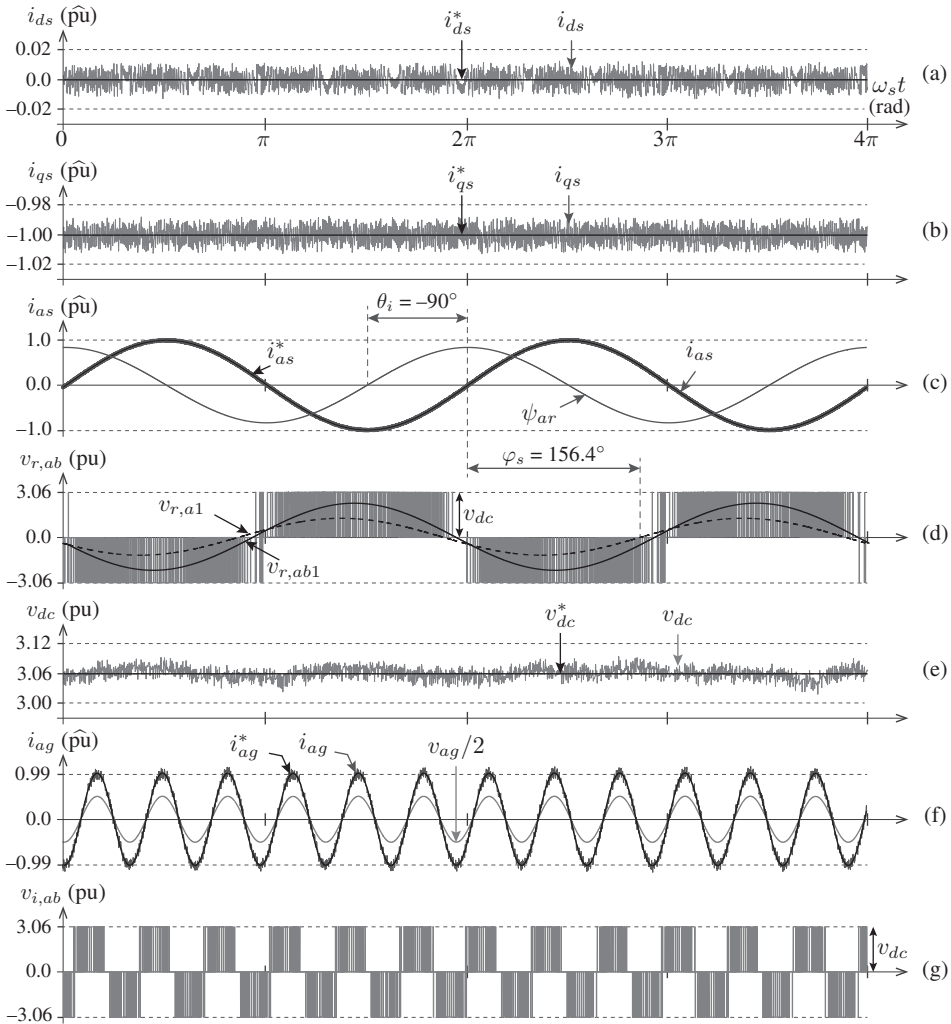 i_ds (p͡u)
i*_ds
i_ds
0.02
0.0
−0.02
ω_s t
(rad)
(a)
0
π
2π
3π
4π
i_qs (p͡u)
i*_qs
i_qs
−0.98
−1.00
−1.02
(b)
i_as (p͡u)
θ_i = −90°
1.0
0.0
−1.0
i*_as
i_as
ψ_ar
(c)
v_r,ab (pu)
φ_s = 156.4°
3.06
0.0
−3.06
v_r,a1
v_r,ab1
v_dc
(d)
v_dc (pu)
v*_dc
v_dc
3.12
3.06
3.00
(e)
i_ag (p͡u)
i*_ag
i_ag
v_ag/2
0.99
0.0
−0.99
(f)
v_i,ab (pu)
3.06
0.0
−3.06
v_dc
(g)